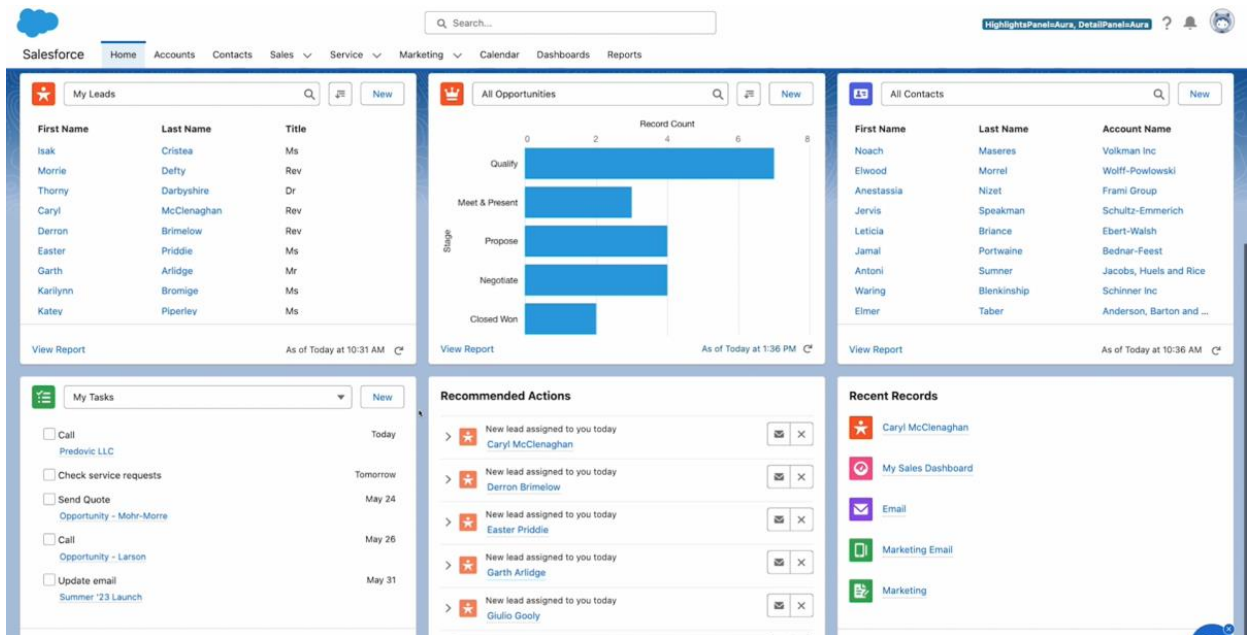 Search...
HighlightsPanel=Aura, DetailPanel=Aura
?
Salesforce Home Accounts Contacts Sales Service Marketing Calendar Dashboards Reports
My Leads New
First Name Last Name Title
Isak Cristea Ms
Morrie Defty Rev
Thorny Darbyshire Dr
Caryl McClenaghan Rev
Derron Brimelow Rev
Easter Priddie Ms
Garth Arlidge Mr
Karilynn Bromige Ms
Katey Piperley Ms
View Report As of Today at 10:31 AM
All Opportunities New
Record Count
0 2 4 6 8
Stage
Qualify
Meet & Present
Propose
Negotiate
Closed Won
View Report As of Today at 1:36 PM
All Contacts New
First Name Last Name Account Name
Noach Maseres Volkman Inc
Elwood Morrel Wolff-Powlowski
Anestassia Nizet Frami Group
Jervis Speakman Schultz-Emmerich
Leticia Briance Ebert-Walsh
Jamal Portwaine Bednar-Feest
Antoni Sumner Jacobs, Huels and Rice
Waring Blenkinship Schinner Inc
Elmer Taber Anderson, Barton and ...
View Report As of Today at 10:36 AM
My Tasks New
Call Today
Predovic LLC
Check service requests Tomorrow
Send Quote May 24
Opportunity - Mohr-Morre
Call May 26
Opportunity - Larson
Update email May 31
Summer '23 Launch
Recommended Actions
New lead assigned to you today
Caryl McClenaghan
New lead assigned to you today
Derron Brimelow
New lead assigned to you today
Easter Priddie
New lead assigned to you today
Garth Arlidge
New lead assigned to you today
Giulio Gooly
Recent Records
Caryl McClenaghan
My Sales Dashboard
Email
Marketing Email
Marketing